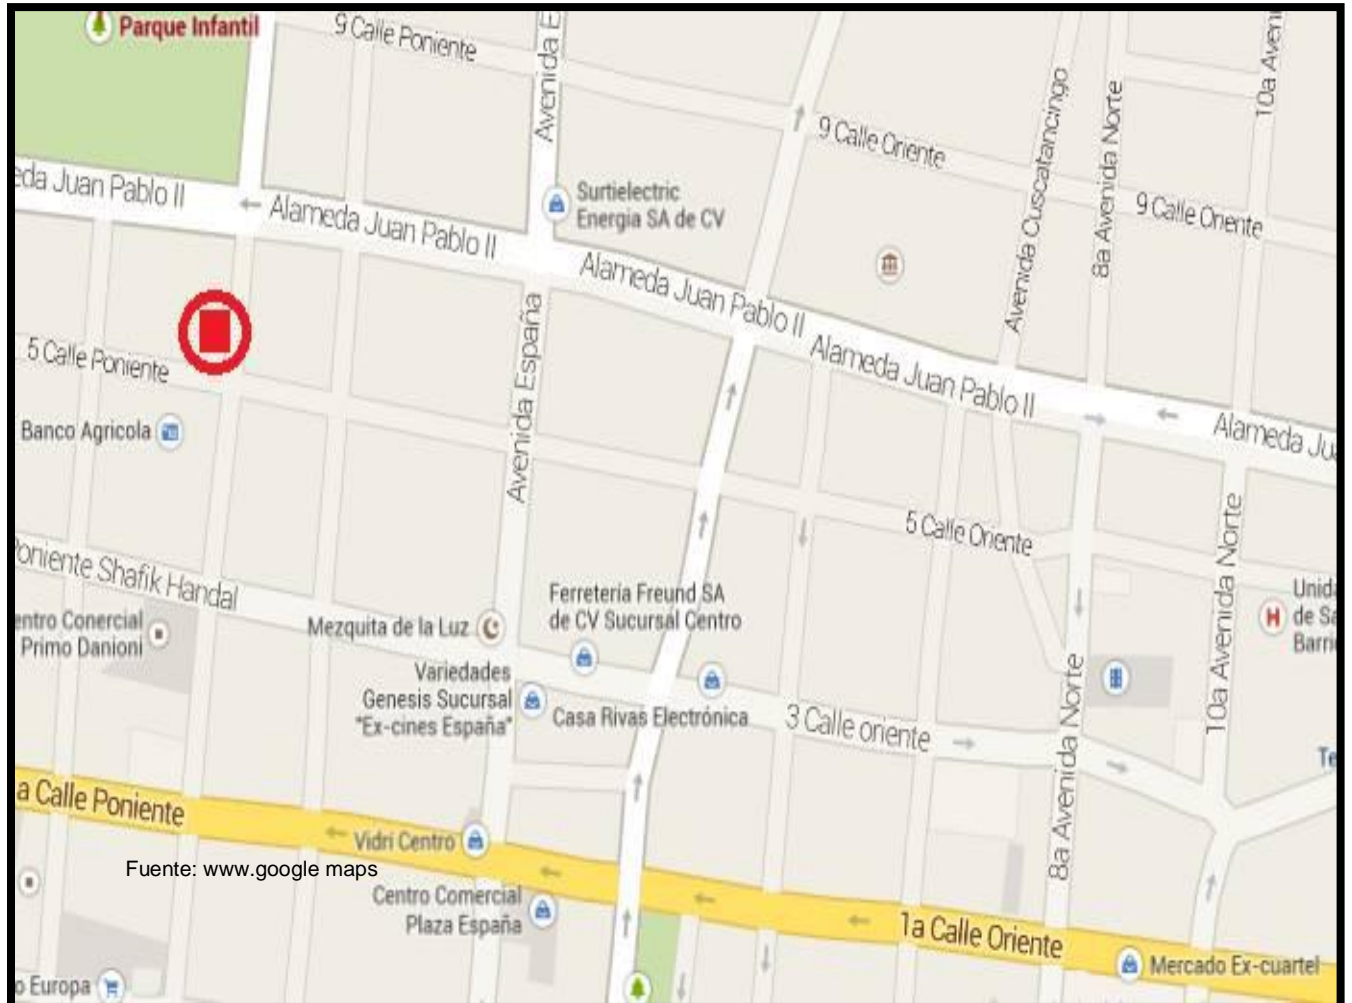 Parque Infantil
9 Calle Poniente
Avenida E
10a Aven
9 Calle Oriente
Avenida Cuscatancingo
8a Avenida Norte
9 Calle Oriente
eda Juan Pablo II
Alameda Juan Pablo II
Surtielectric
Energia SA de CV
Alameda Juan Pablo II
Alameda Juan Pablo II
Alameda Ju
5 Calle Poniente
Avenida España
Banco Agricola
5 Calle Oriente
10a Avenida Norte
Poniente Shafik Handal
entro Conercial
Primo Danioni
Mezquita de la Luz
Ferreteria Freund SA
de CV Sucursal Centro
Unid
de Sa
Barri
Variedades
Genesis Sucursal
"Ex-cines España"
Casa Rivas Electrónica
3 Calle oriente
8a Avenida Norte
Te
a Calle Poniente
Vidri Centro
Fuente: www.google maps
Centro Comercial
Plaza España
1a Calle Oriente
Mercado Ex-cuartel
o Europa